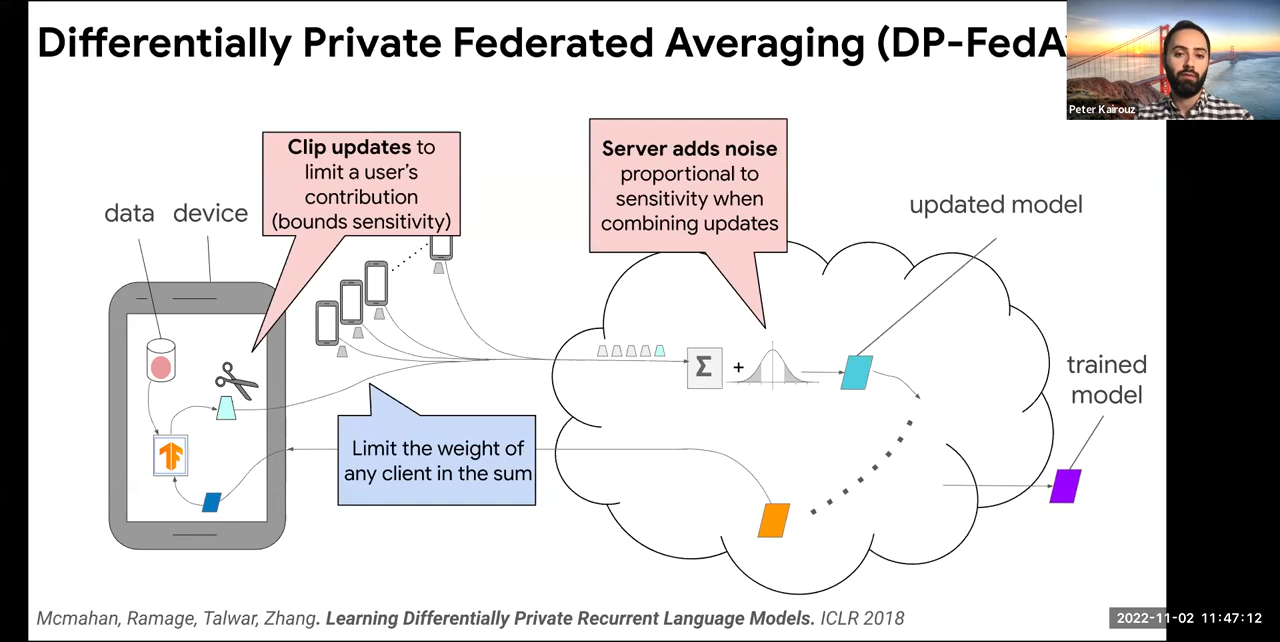 Differentially Private Federated Averaging (DP-FedA
Peter Kairouz
Clip updates to
limit a user's
contribution
(bounds sensitivity)
Server adds noise
proportional to
sensitivity when
combining updates
data device
updated model
Σ +
trained
model
Limit the weight of
any client in the sum
Mcmahan, Ramage, Talwar, Zhang. Learning Differentially Private Recurrent Language Models. ICLR 2018
2022-11-02 11:47:12